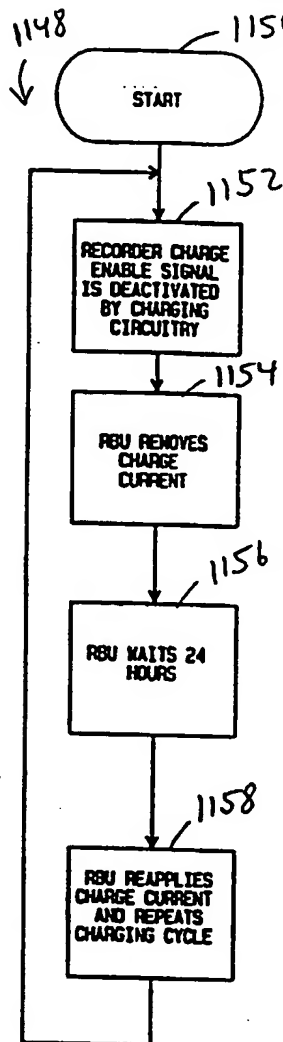 1148
START
1152
RECORDER CHARGE
ENABLE SIGNAL
IS DEACTIVATED
BY CHARGING
CIRCUITRY
1154
RBU REMOVES
CHARGE
CURRENT
1156
RBU WAITS 24
HOURS
1158
RBU REAPPLIES
CHARGE CURRENT
AND REPEATS
CHARGING CYCLE